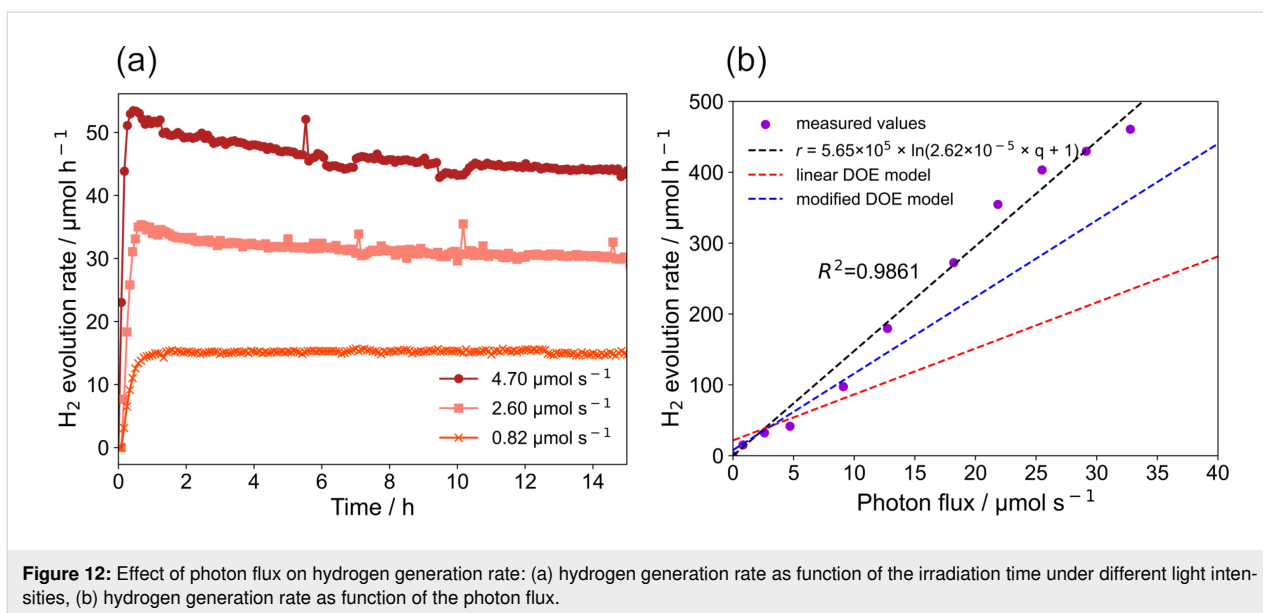 (a)
H₂ evolution rate / µmol h⁻¹
50
40
30
20
10
0
4.70 µmol s⁻¹
2.60 µmol s⁻¹
0.82 µmol s⁻¹
0 2 4 6 8 10 12 14
Time / h
(b)
H₂ evolution rate / µmol h⁻¹
500
400
300
200
100
0
measured values
r = 5.65×10⁵ × ln(2.62×10⁻⁵ × q + 1)
linear DOE model
modified DOE model
R²=0.9861
0 5 10 15 20 25 30 35 40
Photon flux / µmol s⁻¹
Figure 12: Effect of photon flux on hydrogen generation rate: (a) hydrogen generation rate as function of the irradiation time under different light inten-
sities, (b) hydrogen generation rate as function of the photon flux.